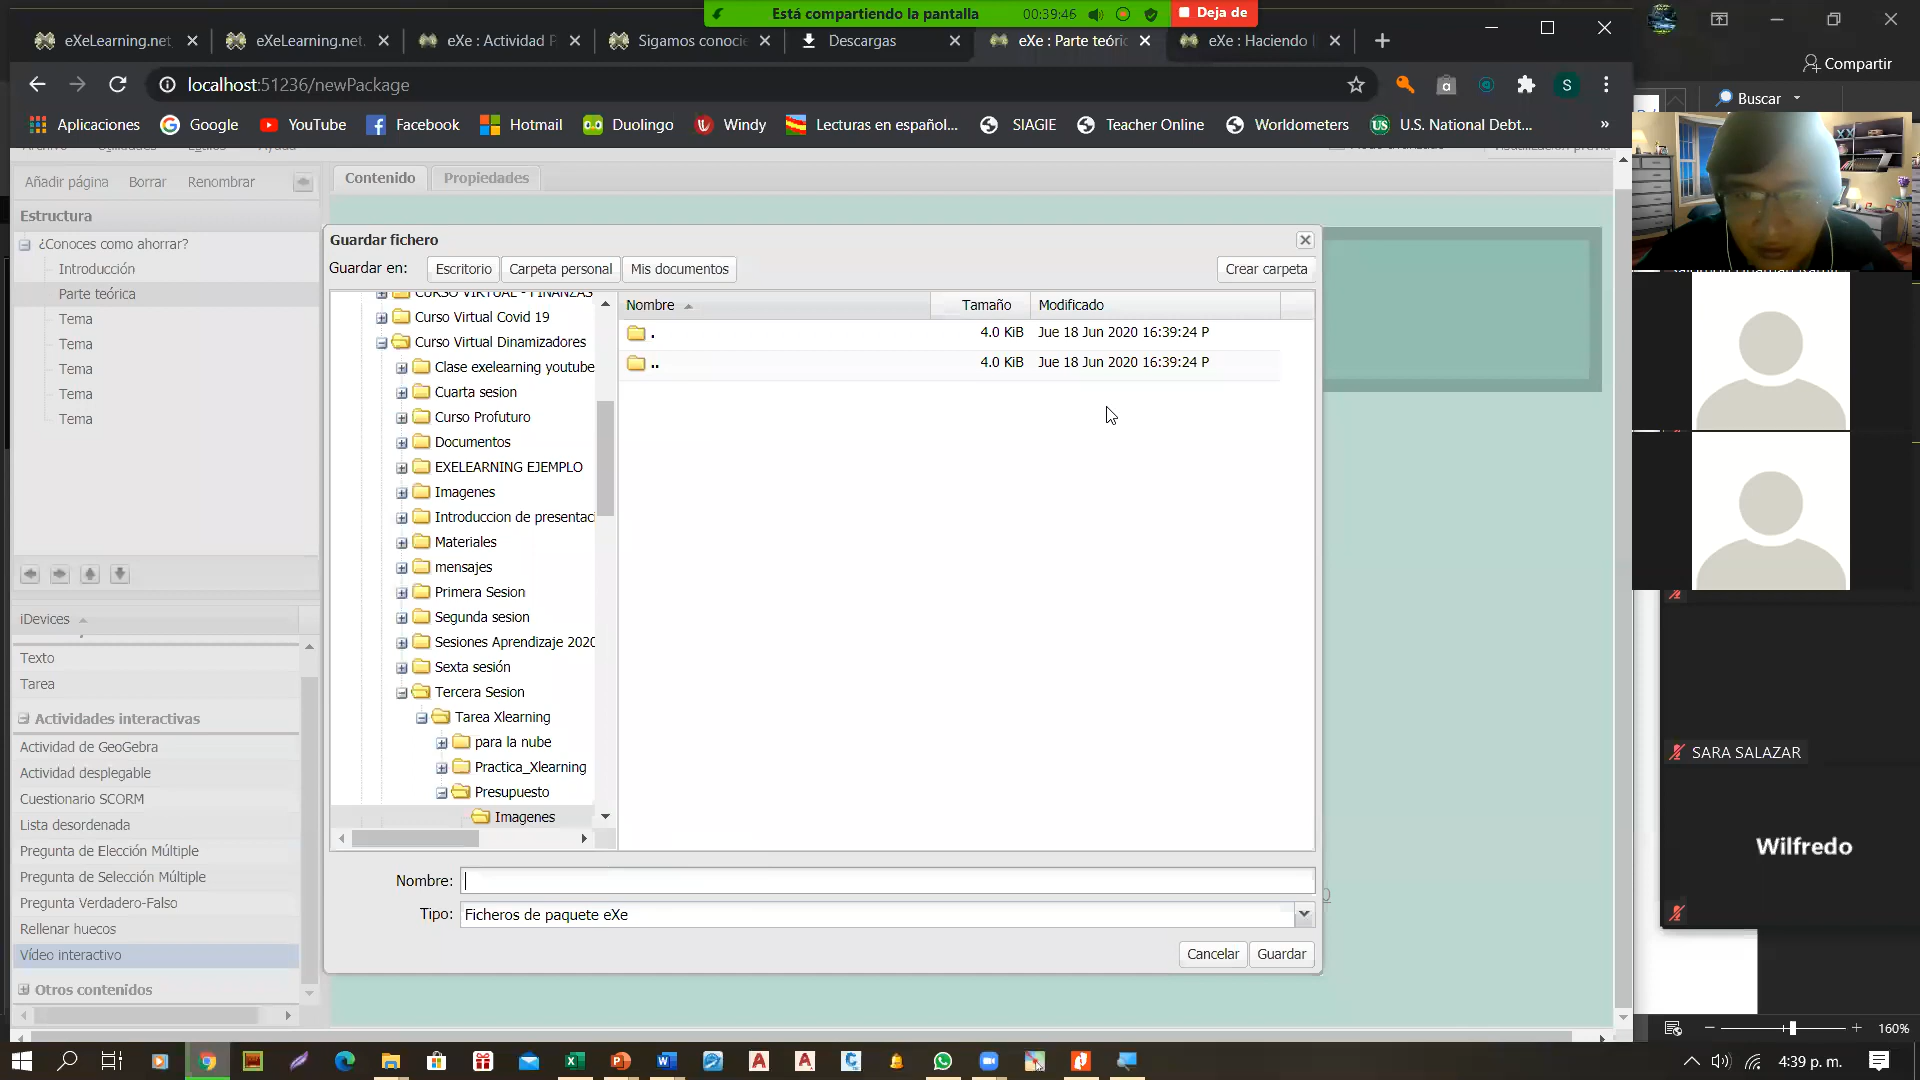 Está compartiendo la pantalla 00:39:46 Deja de
eXeLearning.net
eXeLearning.net
eXe : Actividad P
Sigamos conocie
Descargas
eXe : Parte teóric
eXe : Haciendo
Compartir
localhost:51236/newPackage
S
Buscar
Aplicaciones
Google
YouTube
Facebook
Hotmail
Duolingo
Windy
Lecturas en español...
SIAGIE
Teacher Online
Worldometers
U.S. National Debt...
»
Añadir página
Borrar
Renombrar
Contenido
Propiedades
Estructura
¿Conoces como ahorrar?
Introducción
Parte teórica
Tema
Tema
Tema
Tema
Tema
Guardar fichero
Guardar en:
Escritorio
Carpeta personal
Mis documentos
Crear carpeta
CURSO VIRTUAL - FINANZAS
Curso Virtual Covid 19
Curso Virtual Dinamizadores
Clase exelearning youtube
Cuarta sesion
Curso Profuturo
Documentos
EXELEARNING EJEMPLO
Imagenes
Introduccion de presentac
Materiales
mensajes
Primera Sesion
Segunda sesion
Sesiones Aprendizaje 2020
Sexta sesión
Tercera Sesion
Tarea Xlearning
para la nube
Practica_Xlearning
Presupuesto
Imagenes
Nombre Tamaño Modificado
. 4.0 KiB Jue 18 Jun 2020 16:39:24 P
.. 4.0 KiB Jue 18 Jun 2020 16:39:24 P
Nombre:
Tipo: Ficheros de paquete eXe
Cancelar
Guardar
iDevices
Texto
Tarea
Actividades interactivas
Actividad de GeoGebra
Actividad desplegable
Cuestionario SCORM
Lista desordenada
Pregunta de Elección Múltiple
Pregunta de Selección Múltiple
Pregunta Verdadero-Falso
Rellenar huecos
Vídeo interactivo
Otros contenidos
SARA SALAZAR
Wilfredo
160%
4:39 p. m.